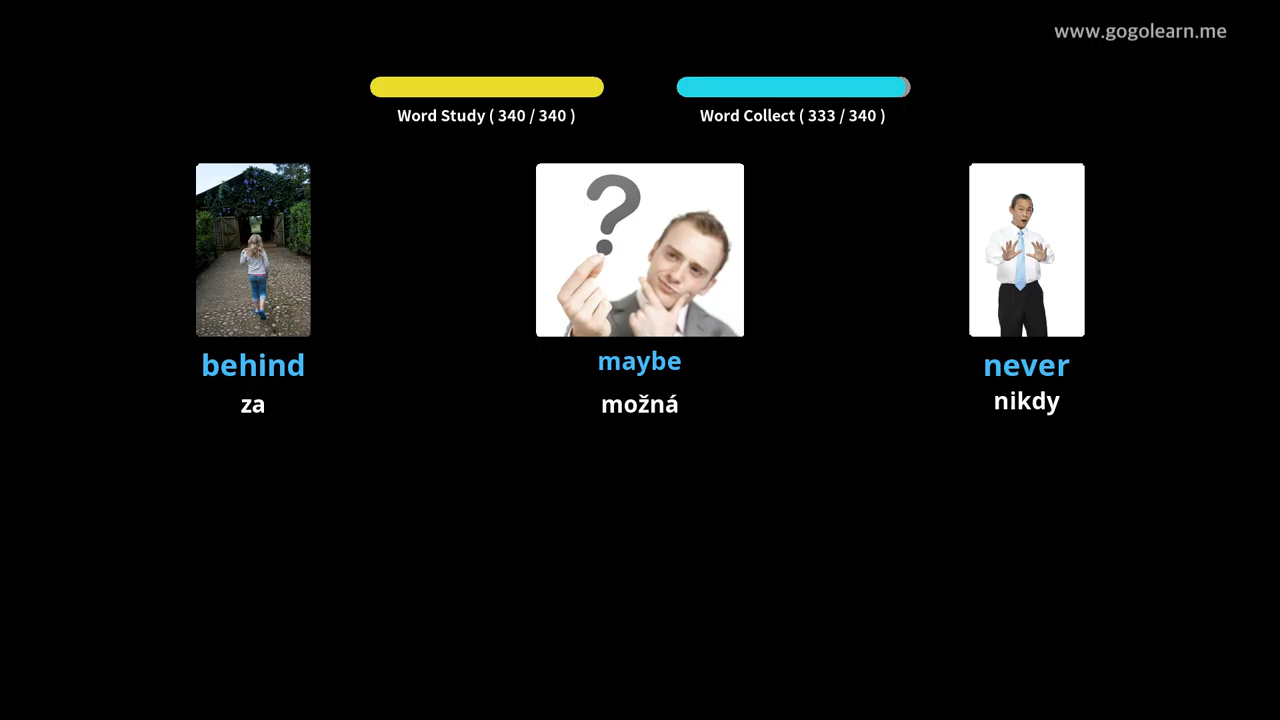 www.gogolearn.me
Word Study ( 340 / 340 )
Word Collect ( 333 / 340 )
behind
za
maybe
možná
never
nikdy